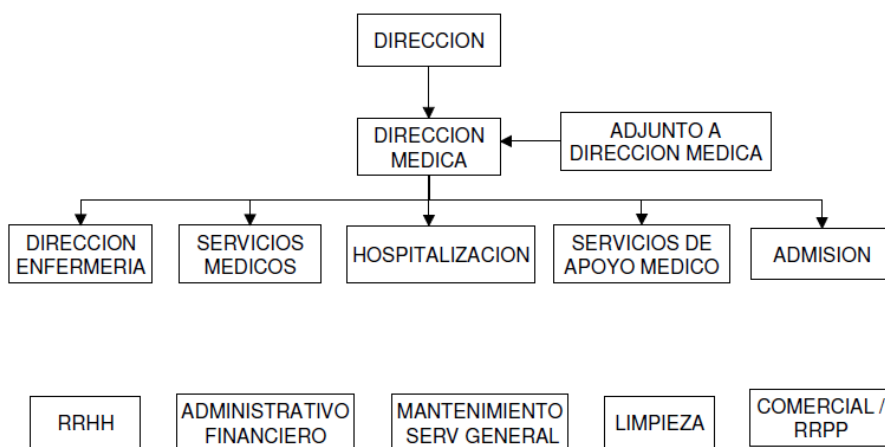 DIRECCION
DIRECCION
MEDICA
ADJUNTO A
DIRECCION MEDICA
DIRECCION
ENFERMERIA
SERVICIOS
MEDICOS
HOSPITALIZACION
SERVICIOS DE
APOYO MEDICO
ADMISION
RRHH
ADMINISTRATIVO
FINANCIERO
MANTENIMIENTO
SERV GENERAL
LIMPIEZA
COMERCIAL /
RRPP